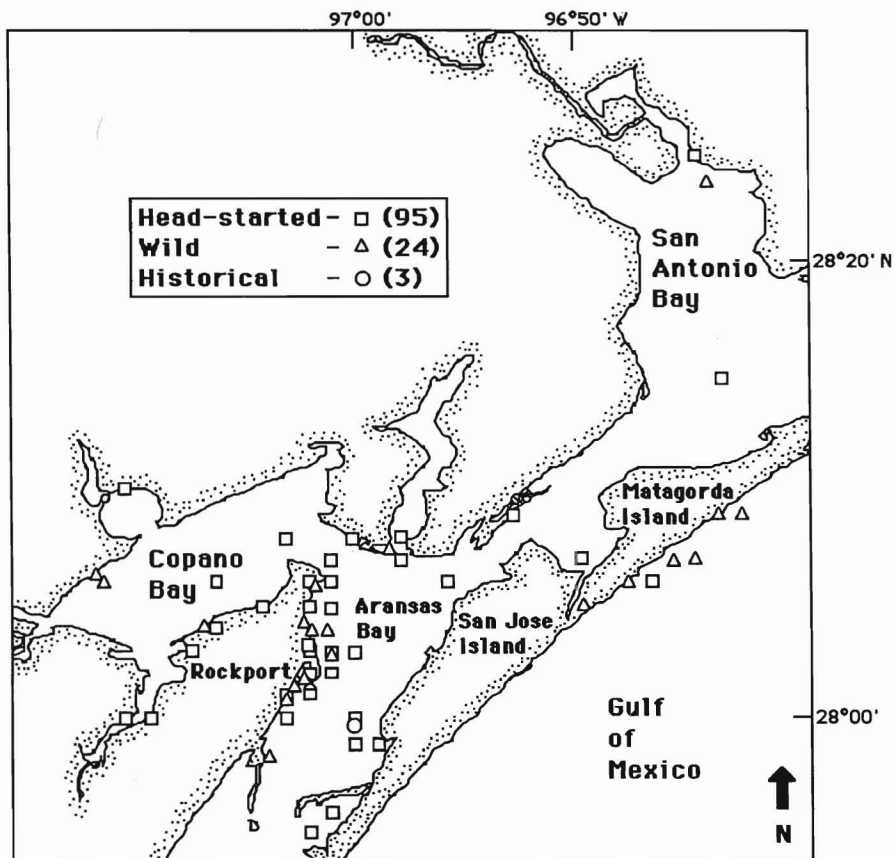 97°00'
96°50' W
Head-started- □ (95)
Wild - △ (24)
Historical - ○ (3)
San
Antonio
Bay
28°20' N
Matagorda
Island
Copano
Bay
Aransas
Bay
San Jose
Island
Rockport
28°00'
Gulf
of
Mexico
N